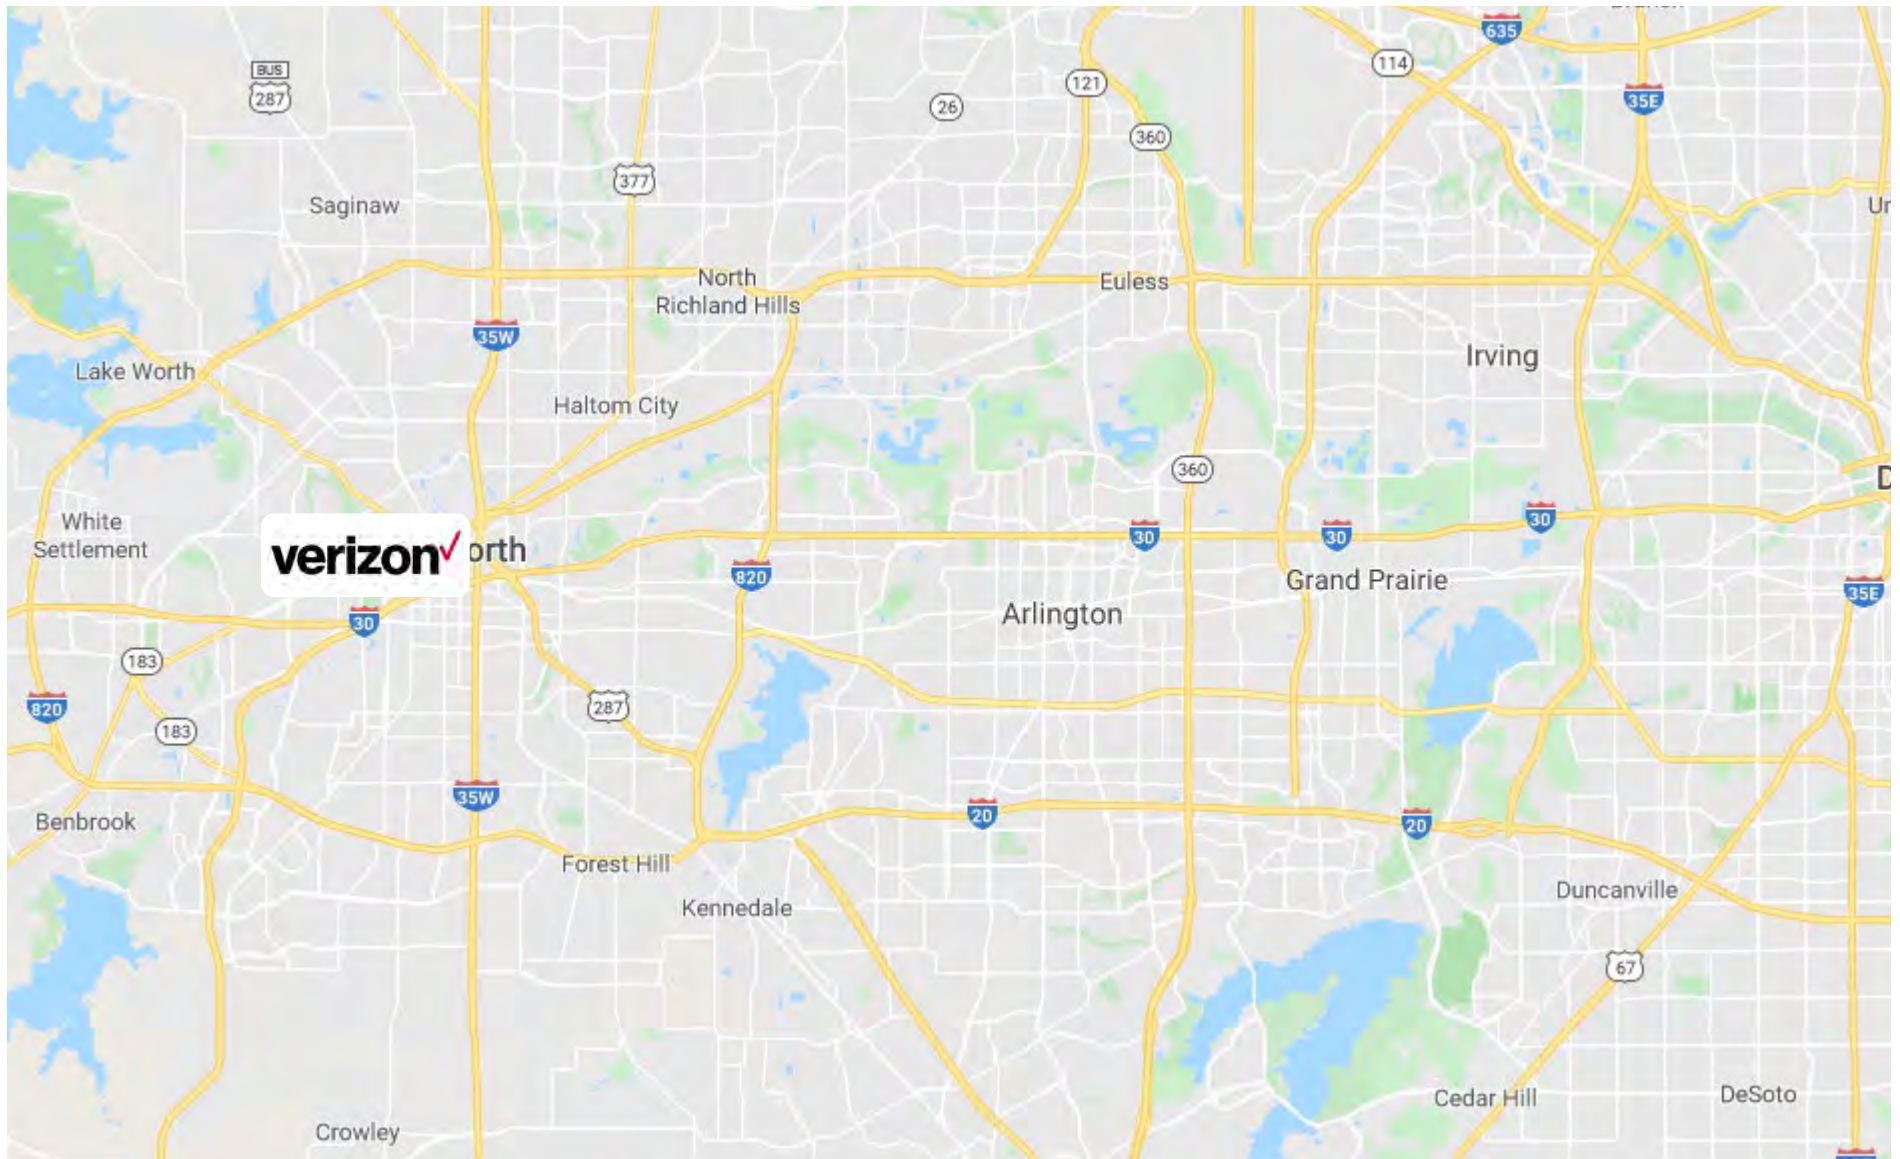 635
BUS
287
114
121
26
35E
360
377
Saginaw
North
Richland Hills
Euless
35W
Irving
Lake Worth
Haltom City
360
White
Settlement
verizon
orth
30
30
30
820
Grand Prairie
35E
Arlington
30
183
820
287
183
35W
20
20
Benbrook
Forest Hill
Duncanville
Kennedale
67
Cedar Hill
DeSoto
Crowley